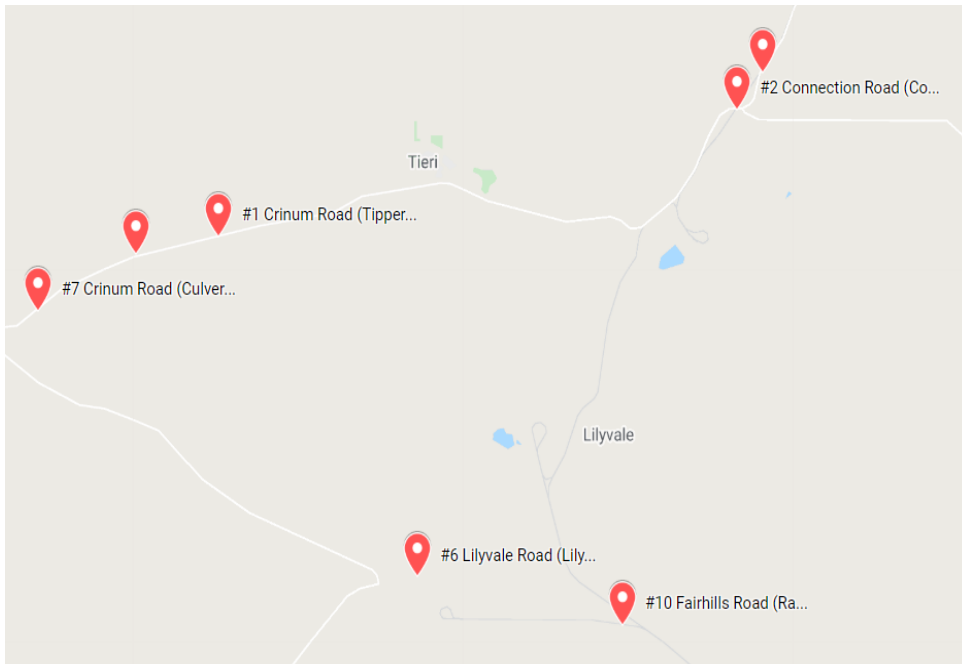 #2 Connection Road (Co...
Tieri
#1 Crinum Road (Tipper...
#7 Crinum Road (Culver...
Lilyvale
#6 Lilyvale Road (Lily...
#10 Fairhills Road (Ra...